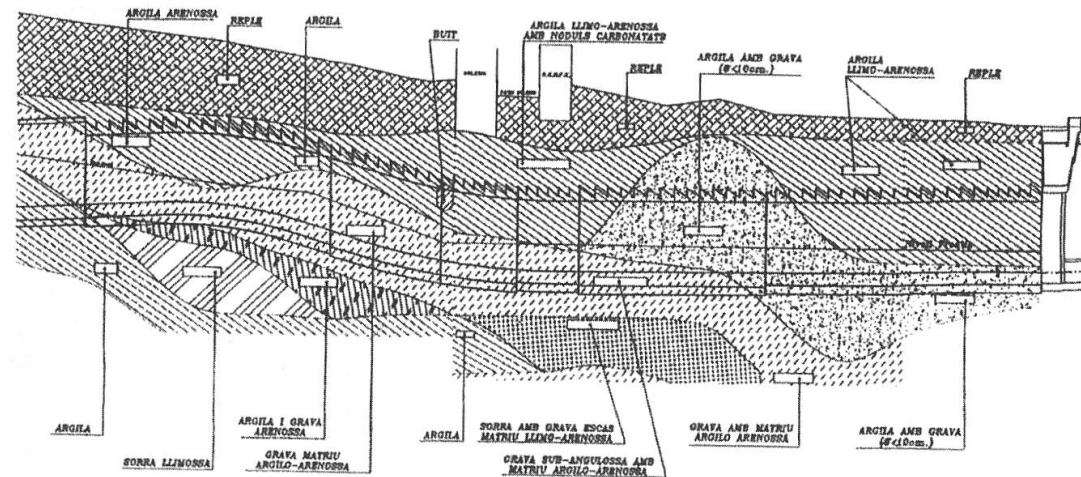 ARGILA ARENOSSA
REPLE
ARGILA
BUIT
ARGILA LLIMO-ARENOSSA
AMB NODULS CARBONATATS
REPLE
ARGILA AMB GRAVA
(6<10cm.)
ARGILA
LLIMO-ARENOSSA
REPLE
ARGILA
SORRA LLIMOSSA
ARGILA I GRAVA
ARENOSSA
GRAVA MATRIU
ARGILO-ARENOSSA
ARGILA
SORRA AMB GRAVA ESCAS
MATRIU LLIMO-ARENOSSA
GRAVA SUB-ANGULOSSA AMB
MATRIU ARGILO-ARENOSSA
GRAVA AMB MATRIU
ARGILO ARENOSSA
ARGILA AMB GRAVA
(6<10cm.)